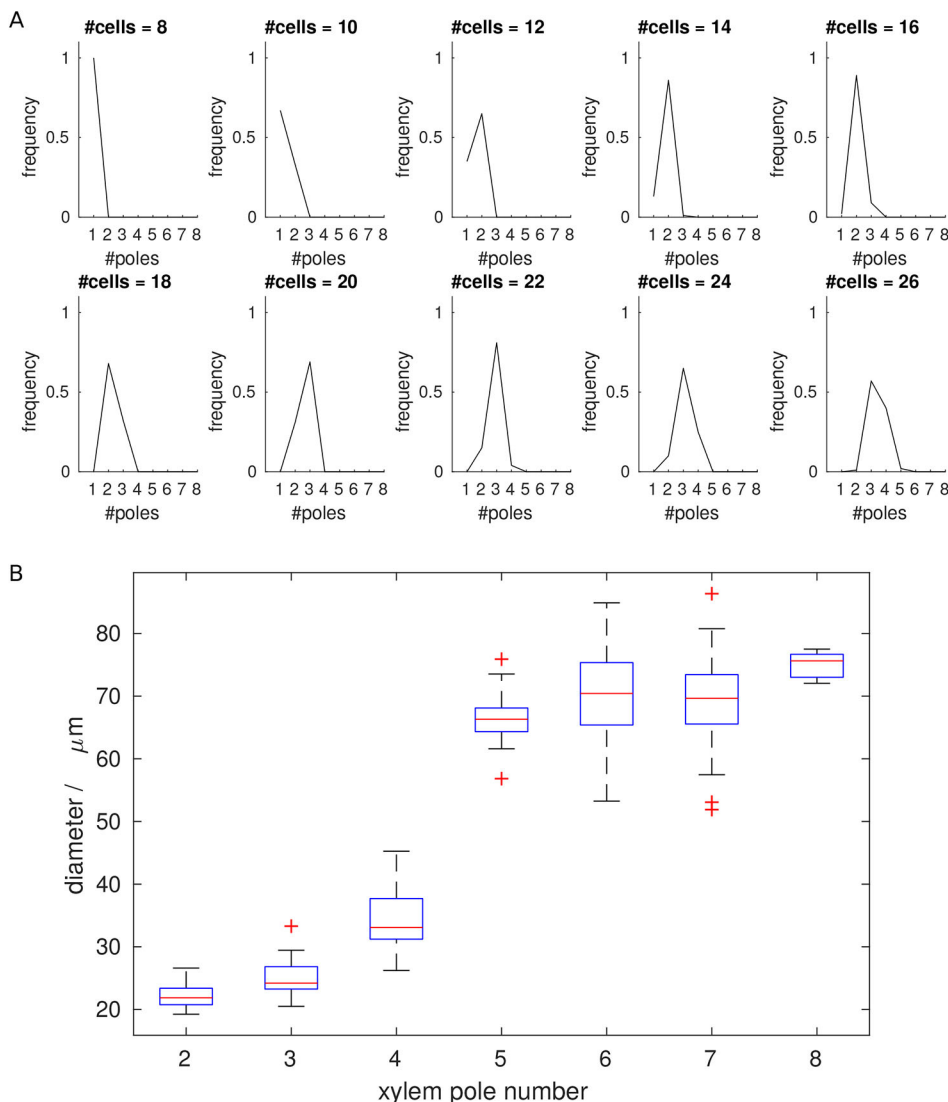 A
#cells = 8 #cells = 10 #cells = 12 #cells = 14 #cells = 16
1 1 1 1 1
frequency frequency frequency frequency frequency
0.5 0.5 0.5 0.5 0.5
0 0 0 0 0
1 2 3 4 5 6 7 8 1 2 3 4 5 6 7 8 1 2 3 4 5 6 7 8 1 2 3 4 5 6 7 8 1 2 3 4 5 6 7 8
#poles #poles #poles #poles #poles
#cells = 18 #cells = 20 #cells = 22 #cells = 24 #cells = 26
1 1 1 1 1
frequency frequency frequency frequency frequency
0.5 0.5 0.5 0.5 0.5
0 0 0 0 0
1 2 3 4 5 6 7 8 1 2 3 4 5 6 7 8 1 2 3 4 5 6 7 8 1 2 3 4 5 6 7 8 1 2 3 4 5 6 7 8
#poles #poles #poles #poles #poles
B
80
70
60
50
40
30
20
diameter / μm
2 3 4 5 6 7 8
xylem pole number